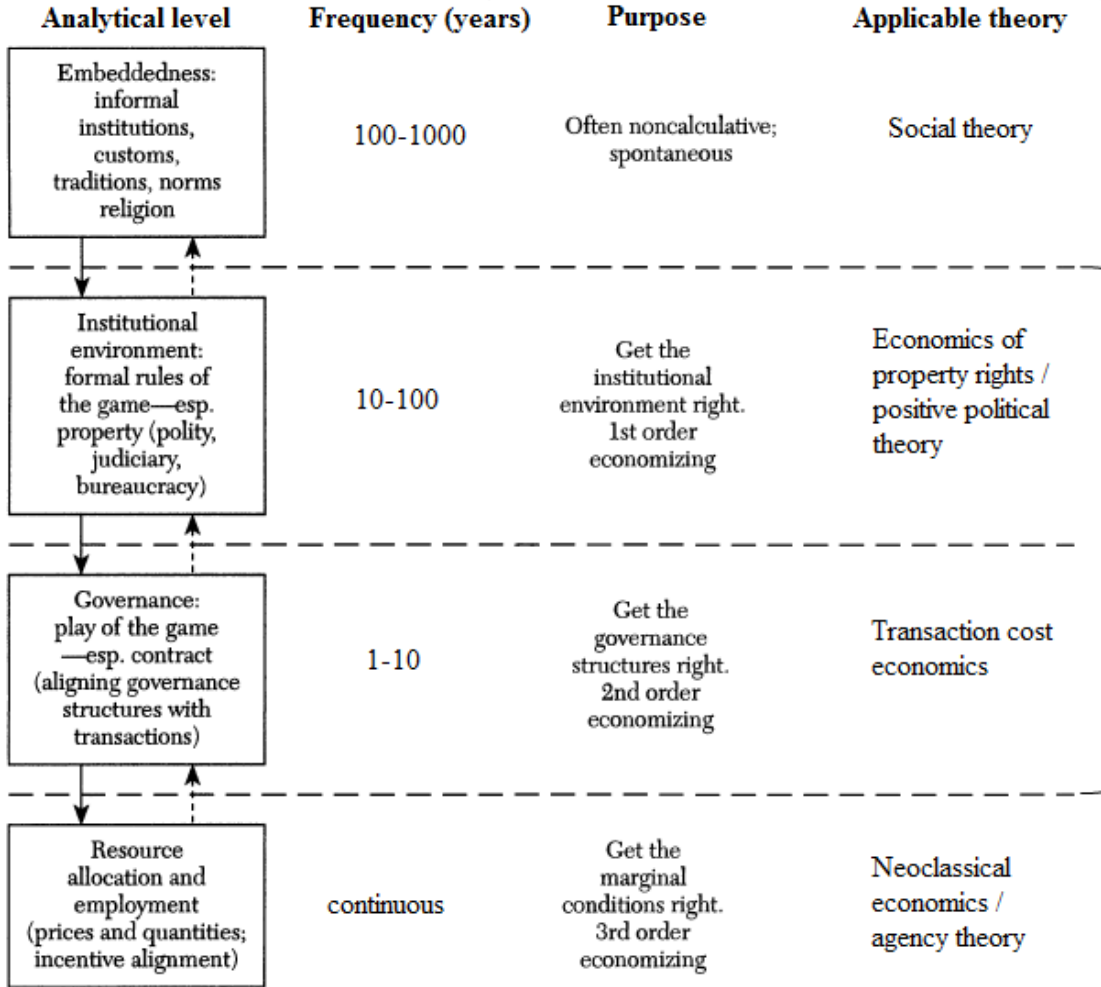 Analytical level
Frequency (years)
Purpose
Applicable theory
Embeddedness:
informal
institutions,
customs,
traditions, norms
religion
100-1000
Often noncalculative;
spontaneous
Social theory
Institutional
environment:
formal rules of
the game—esp.
property (polity,
judiciary,
bureaucracy)
10-100
Get the
institutional
environment right.
1st order
economizing
Economics of
property rights /
positive political
theory
Governance:
play of the game
—esp. contract
(aligning governance
structures with
transactions)
1-10
Get the
governance
structures right.
2nd order
economizing
Transaction cost
economics
Resource
allocation and
employment
(prices and quantities;
incentive alignment)
continuous
Get the
marginal
conditions right.
3rd order
economizing
Neoclassical
economics /
agency theory